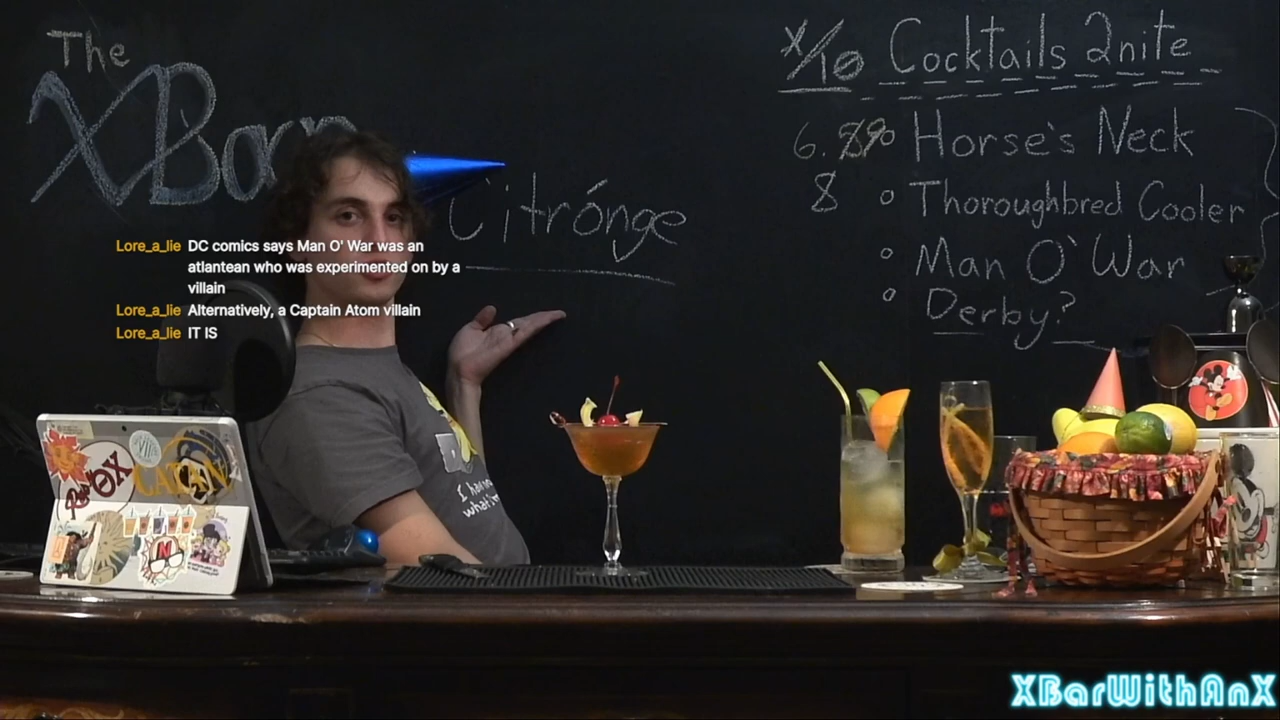 The
XBar
Citrónge
X/10 Cocktails 2nite
6. Horse's Neck
8 Thoroughbred Cooler
Man O' War
Derby?
Lore_a_lie DC comics says Man O' War was an
atlantean who was experimented on by a
villain
Lore_a_lie Alternatively, a Captain Atom villain
Lore_a_lie IT IS
CATAN
N
XBarWithAnX